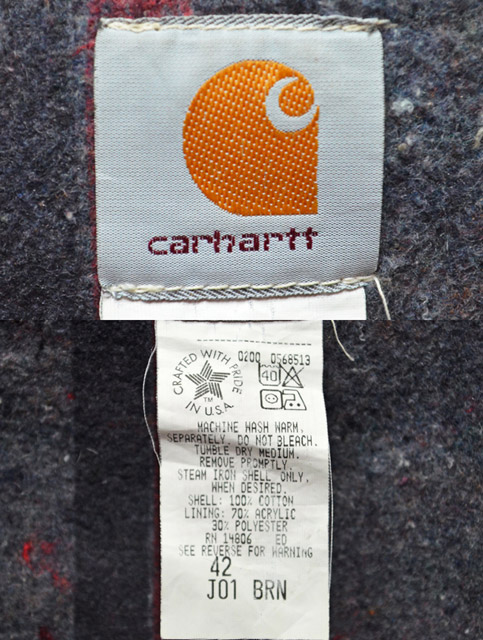 carhartt
CRAFTED WITH PRIDE
TM
IN U.S.A.
0200 0568513
40
MACHINE WASH WARM,
SEPARATELY. DO NOT BLEACH.
TUMBLE DRY MEDIUM.
REMOVE PROMPTLY.
STEAM IRON SHELL ONLY,
WHEN DESIRED.
SHELL: 100% COTTON
LINING: 70% ACRYLIC
30% POLYESTER
RN 14806 ED
SEE REVERSE FOR WARNING
42
J01 BRN